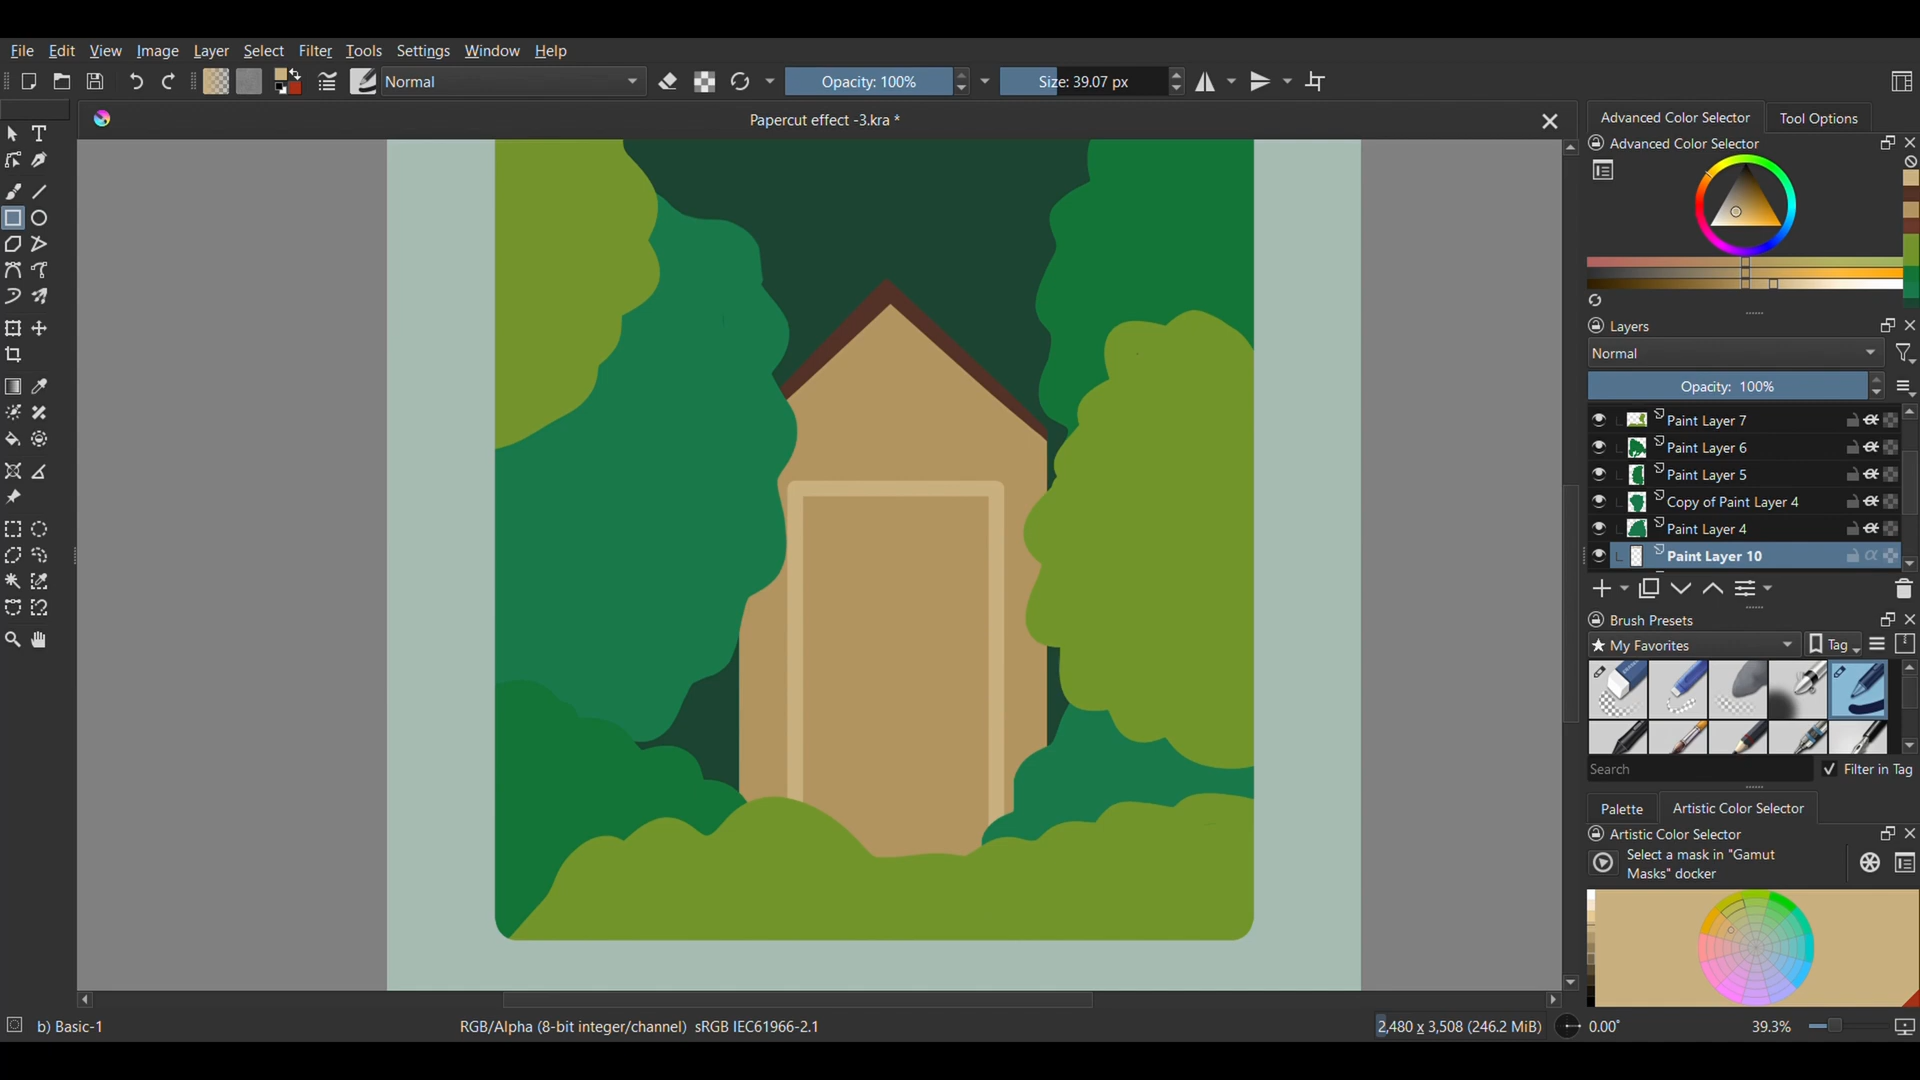 File Edit View Image Layer Select Filter Tools Settings Window Help
Normal Opacity: 100% Size: 39.07 px
Papercut effect -3.kra *
Advanced Color Selector Tool Options
Advanced Color Selector
Layers
Normal
Opacity: 100%
Paint Layer 7
Paint Layer 6
Paint Layer 5
Copy of Paint Layer 4
Paint Layer 4
Paint Layer 10
Brush Presets
My Favorites Tag
Search Filter in Tag
Palette Artistic Color Selector
Artistic Color Selector
Select a mask in "Gamut
Masks" docker
b) Basic-1 RGB/Alpha (8-bit integer/channel) sRGB IEC61966-2.1 2,480 x 3,508 (246.2 MiB) 0.00° 39.3%